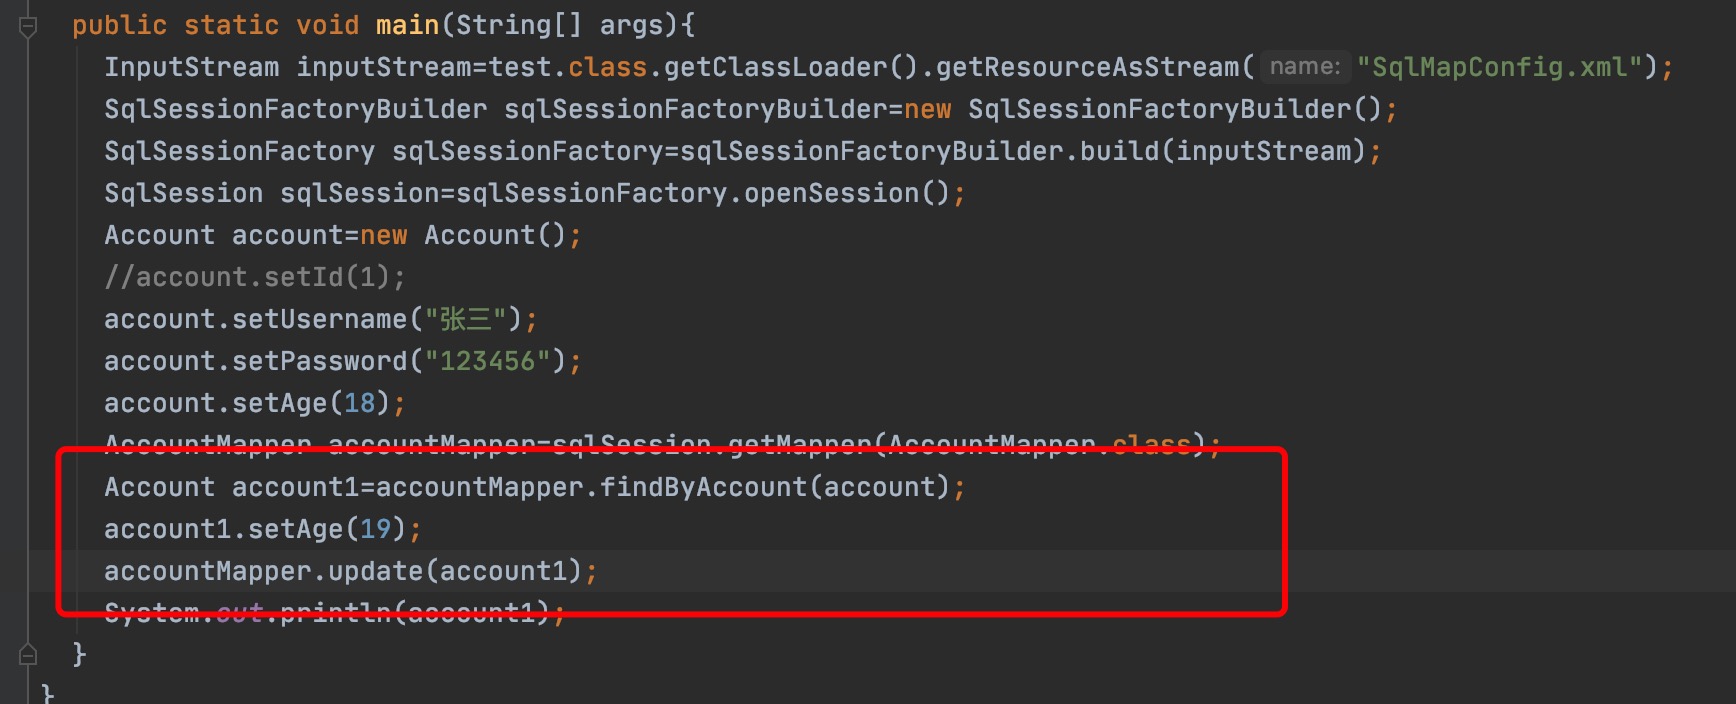 public static void main(String[] args){
InputStream inputStream=test.class.getClassLoader().getResourceAsStream( name: "SqlMapConfig.xml");
SqlSessionFactoryBuilder sqlSessionFactoryBuilder=new SqlSessionFactoryBuilder();
SqlSessionFactory sqlSessionFactory=sqlSessionFactoryBuilder.build(inputStream);
SqlSession sqlSession=sqlSessionFactory.openSession();
Account account=new Account();
//account.setId(1);
account.setUsername("张三");
account.setPassword("123456");
account.setAge(18);
AccountMapper accountMapper=sqlSession.getMapper(AccountMapper.class);
Account account1=accountMapper.findByAccount(account);
account1.setAge(19);
accountMapper.update(account1);
System.out.println(account1);
}
}